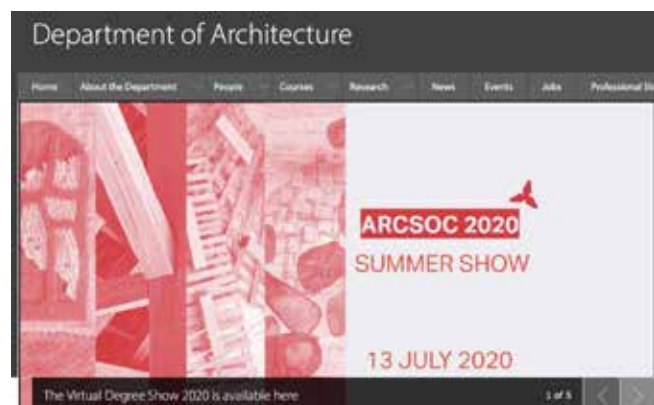 Department of Architecture
Home About the Department People Courses Research News Events Jobs Professional
ARCSOC 2020
SUMMER SHOW
13 JULY 2020
The Virtual Degree Show 2020 is available here 1 of 5